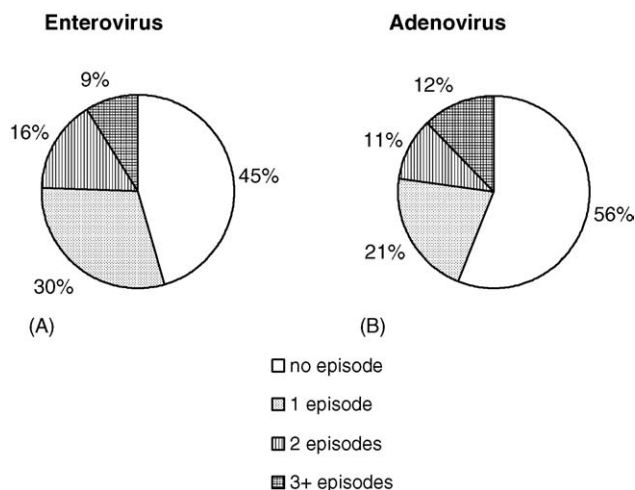 Enterovirus
9%
16%
45%
30%
(A)
Adenovirus
12%
11%
56%
21%
(B)
no episode
1 episode
2 episodes
3+ episodes